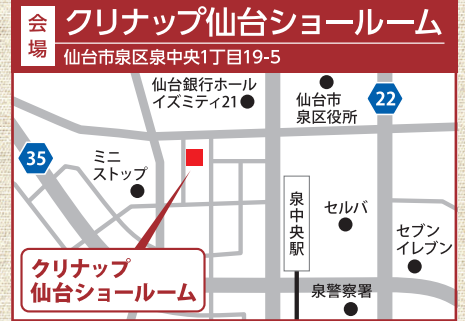 会場
クリナップ仙台ショールーム
仙台市泉区泉中央1丁目19-5
仙台銀行ホール
イズミティ21
仙台市
泉区役所
22
35
ミニ
ストップ
泉中央駅
セルバ
セブン
イレブン
クリナップ
仙台ショールーム
泉警察署